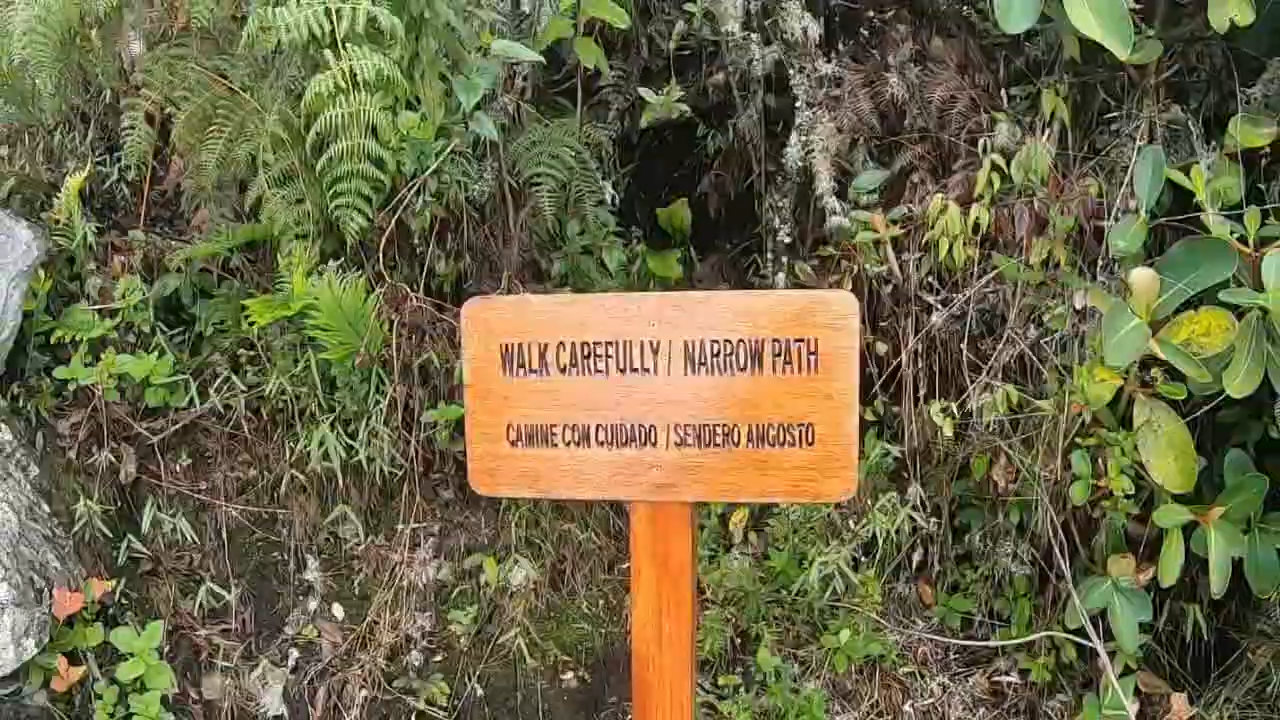 WALK CAREFULLY / NARROW PATH
CAMINE CON CUIDADO / SENDERO ANGOSTO